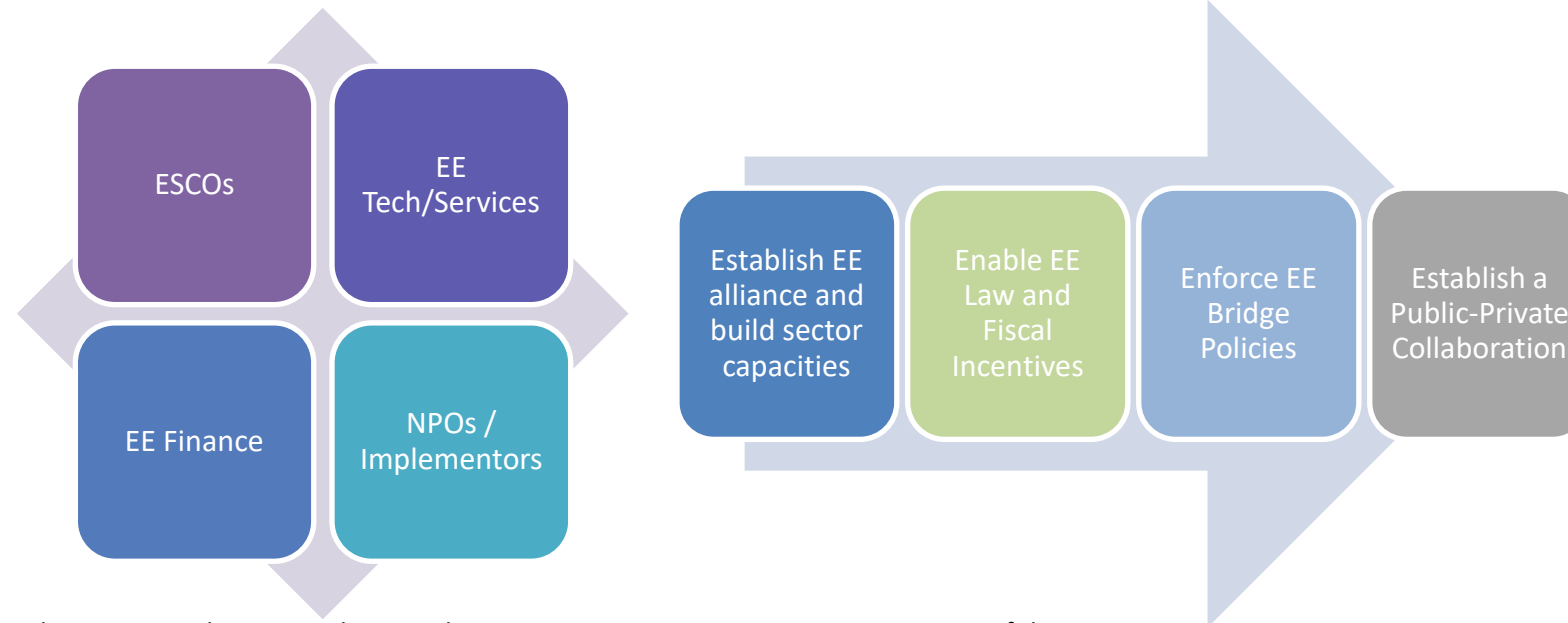 ESCOs
EE
Tech/Services
EE Finance
NPOs /
Implementors
Establish EE
alliance and
build sector
capacities
Enable EE
Law and
Fiscal
Incentives
Enforce EE
Bridge
Policies
Establish a
Public-Private
Collaboration